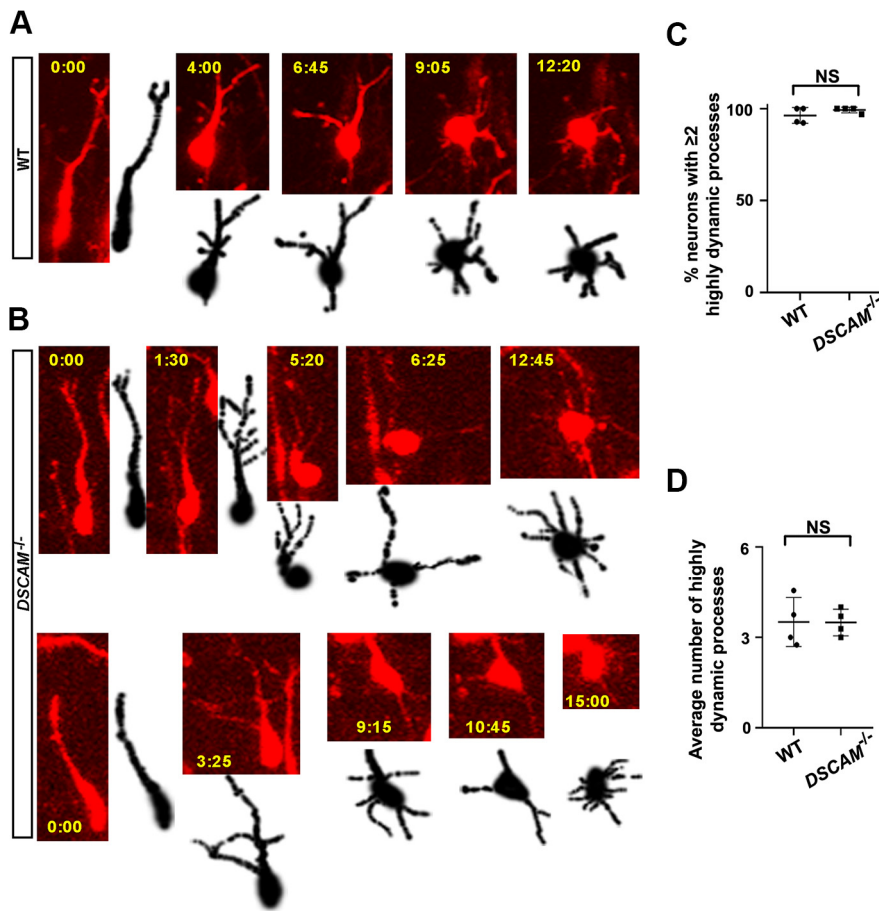 A
WT
0:00
4:00
6:45
9:05
12:20
B
DSCAM-/-
0:00
1:30
5:20
6:25
12:45
0:00
3:25
9:15
10:45
15:00
C
NS
% neurons with ≥2
highly dynamic processes
100
50
0
WT
DSCAM-/-
D
NS
Average number of highly
dynamic processes
6
3
0
WT
DSCAM-/-